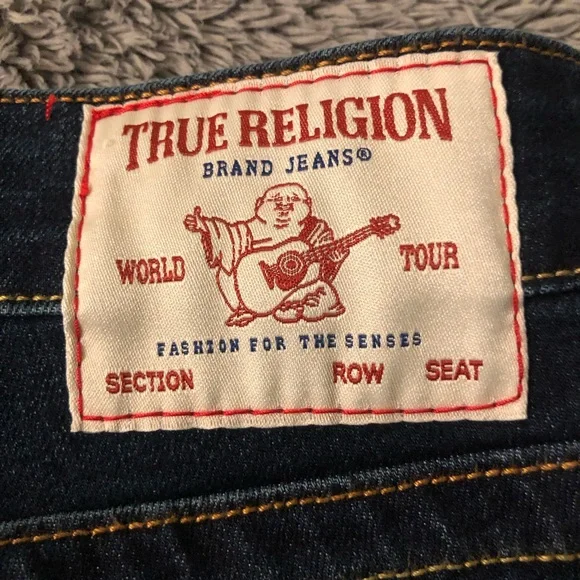 TRUE RELIGION
BRAND JEANS®
WORLD TOUR
FASHION FOR THE SENSES
SECTION ROW SEAT